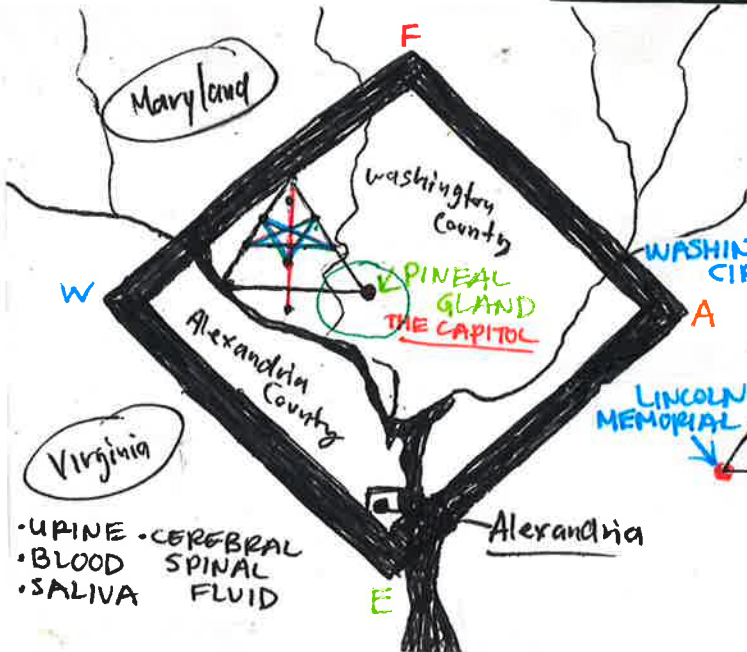 F
Maryland
Washington
County
WASHIN
CIR
W
PINEAL
GLAND
THE CAPITOL
A
Alexandria
County
LINCOLN
MEMORIAL
Virginia
Alexandria
•URINE •CEREBRAL
•BLOOD SPINAL
•SALIVA FLUID
E